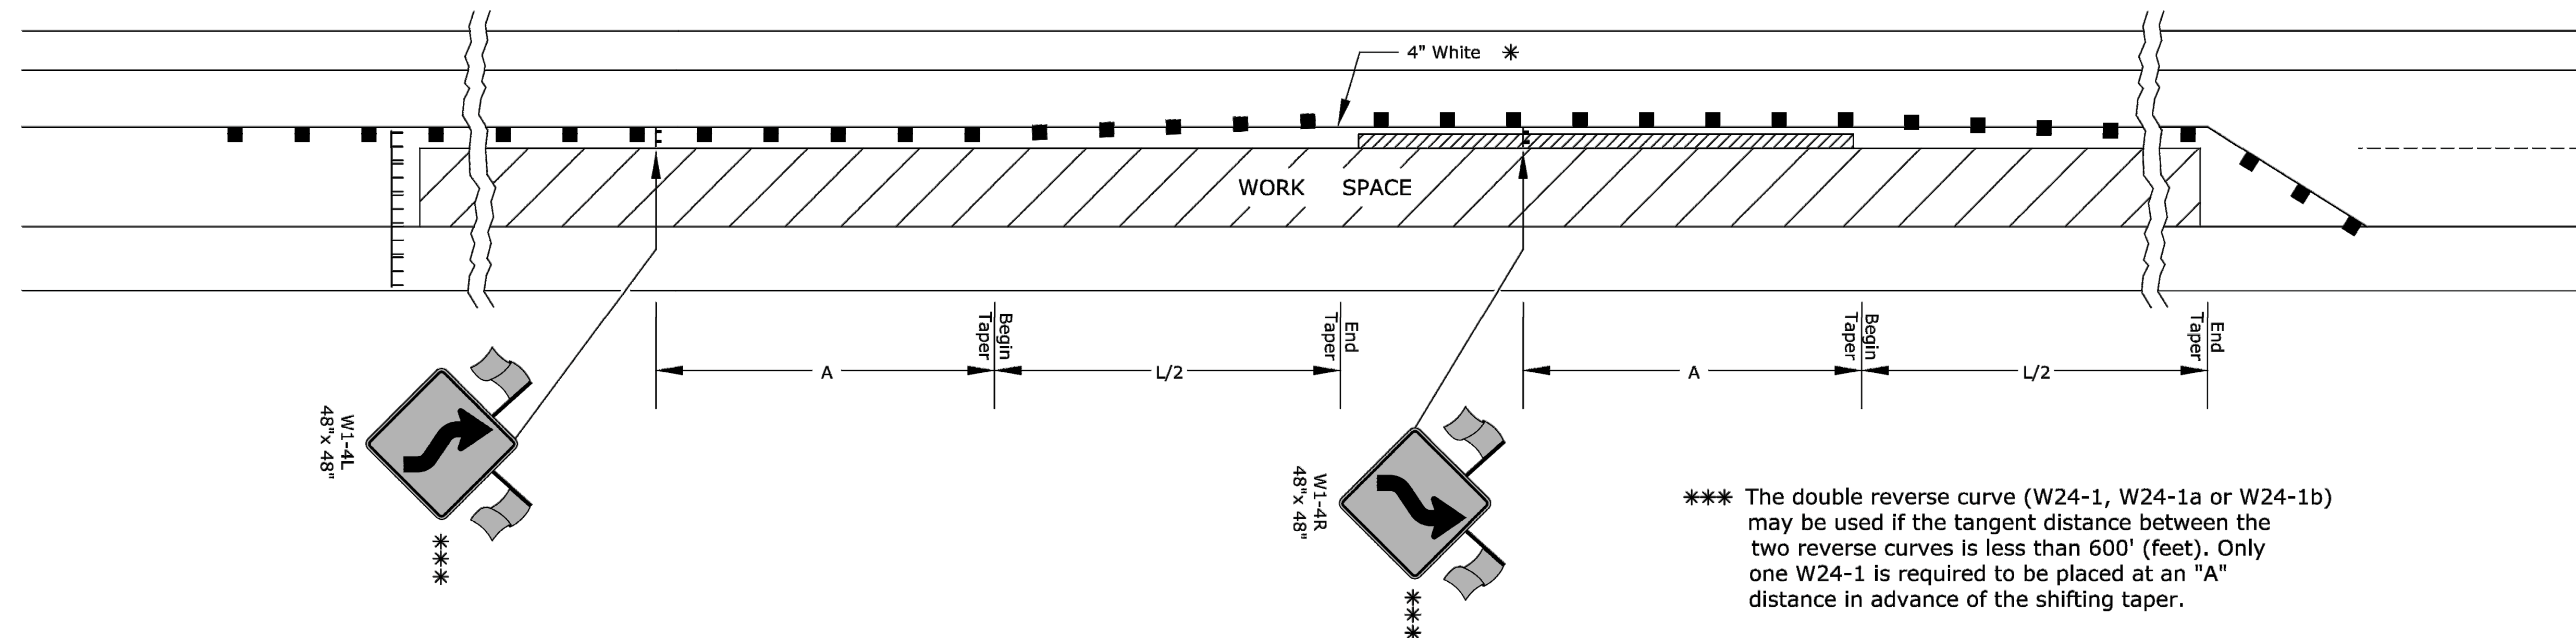 4" White *
WORK SPACE
Begin
Taper
End
Taper
Begin
Taper
End
Taper
A
L/2
A
L/2
W1-4L
48"x 48"
***
W1-4R
48"x 48"
***
*** The double reverse curve (W24-1, W24-1a or W24-1b)
may be used if the tangent distance between the
two reverse curves is less than 600' (feet). Only
one W24-1 is required to be placed at an "A"
distance in advance of the shifting taper.